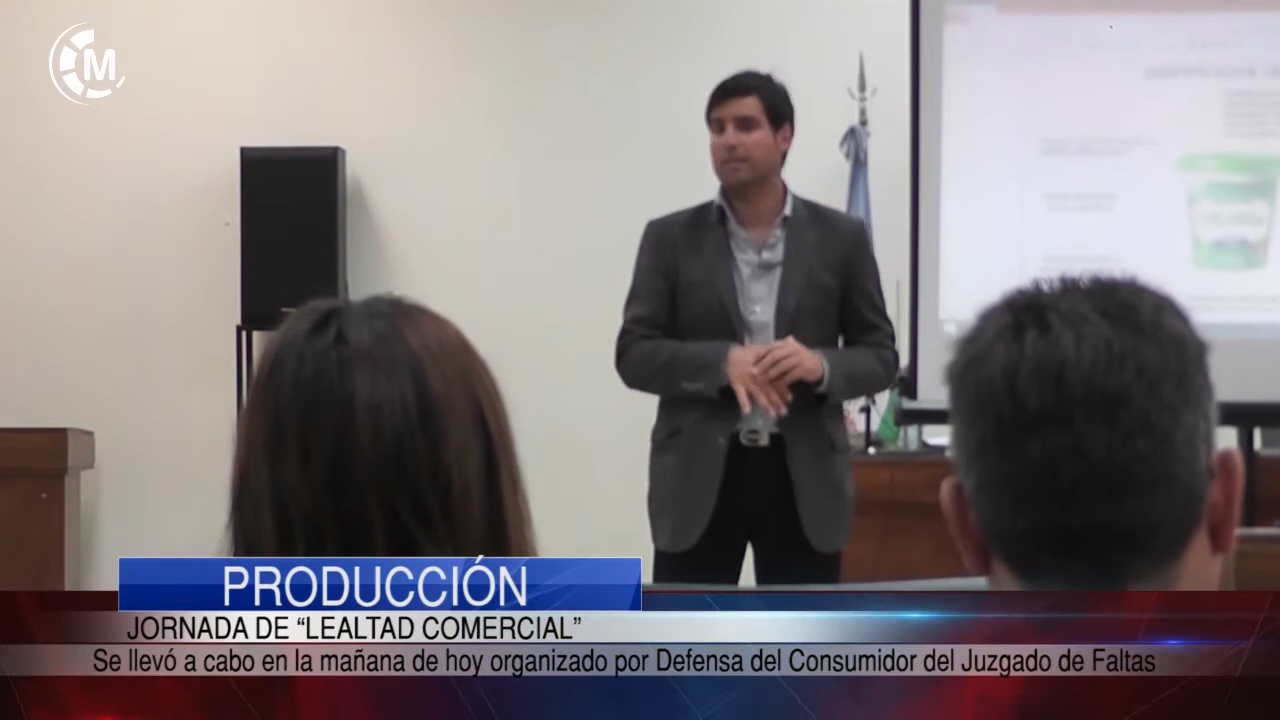 M
PRODUCCIÓN
JORNADA DE “LEALTAD COMERCIAL”
Se llevó a cabo en la mañana de hoy organizado por Defensa del Consumidor del Juzgado de Faltas